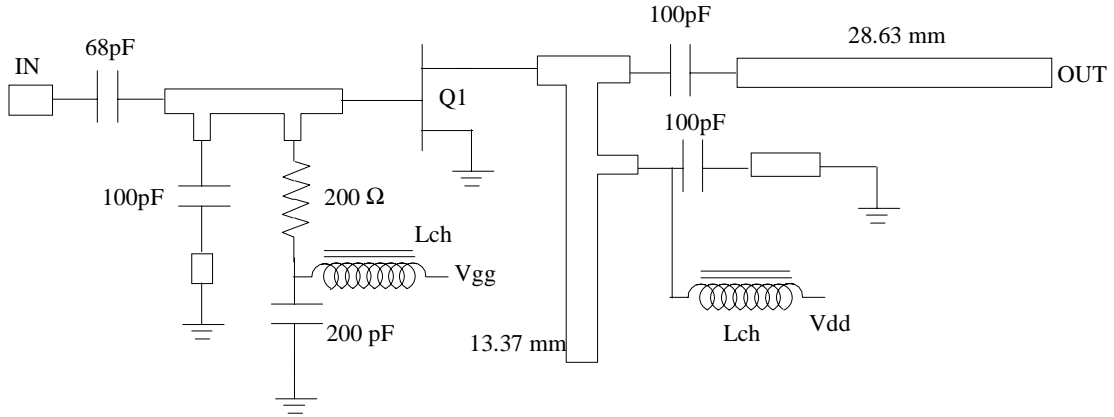 100pF
28.63 mm
68pF
IN
OUT
Q1
100pF
100pF
200 Ω
Lch
Vgg
200 pF
13.37 mm
Lch
Vdd